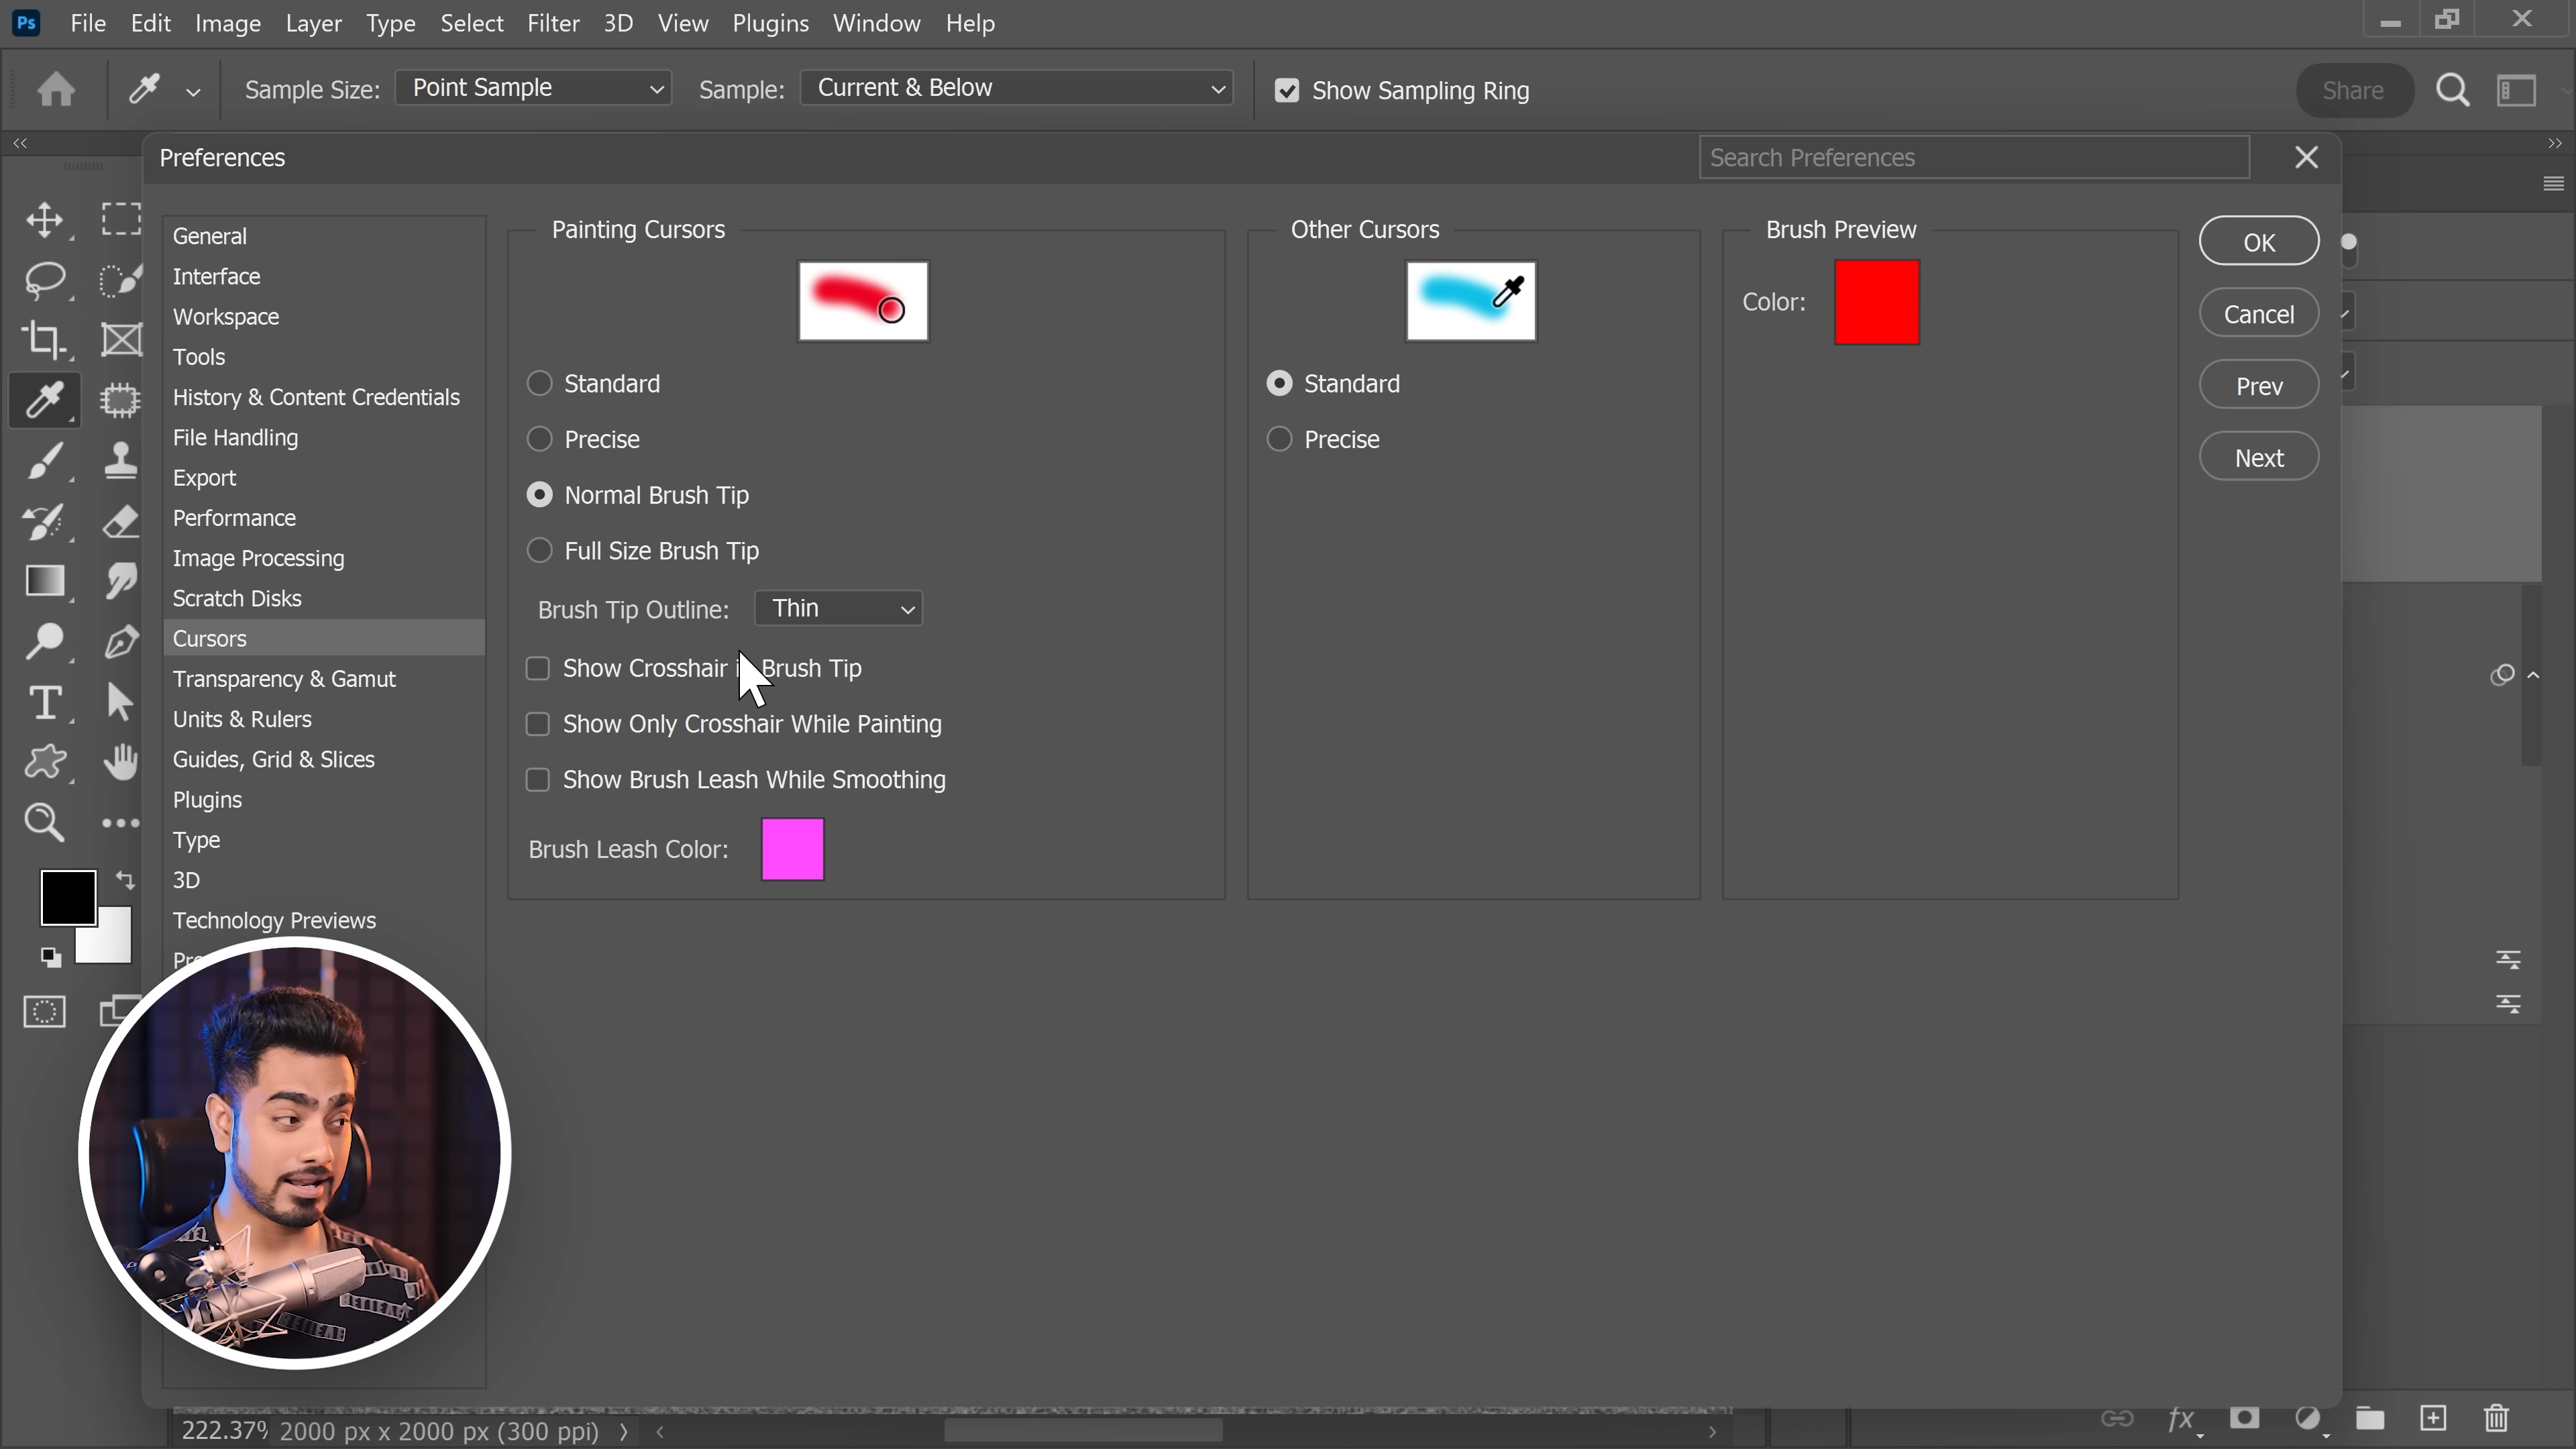 Ps File Edit Image Layer Type Select Filter 3D View Plugins Window Help
Sample Size: Point Sample Sample: Current & Below Show Sampling Ring Share
Preferences Search Preferences
General
Interface
Workspace
Tools
History & Content Credentials
File Handling
Export
Performance
Image Processing
Scratch Disks
Cursors
Transparency & Gamut
Units & Rulers
Guides, Grid & Slices
Plugins
Type
3D
Technology Previews
Painting Cursors
Standard
Precise
Normal Brush Tip
Full Size Brush Tip
Brush Tip Outline: Thin
Show Crosshair Brush Tip
Show Only Crosshair While Painting
Show Brush Leash While Smoothing
Brush Leash Color:
Other Cursors
Standard
Precise
Brush Preview
Color:
OK
Cancel
Prev
Next
222.37% 2000 px x 2000 px (300 ppi)
fx